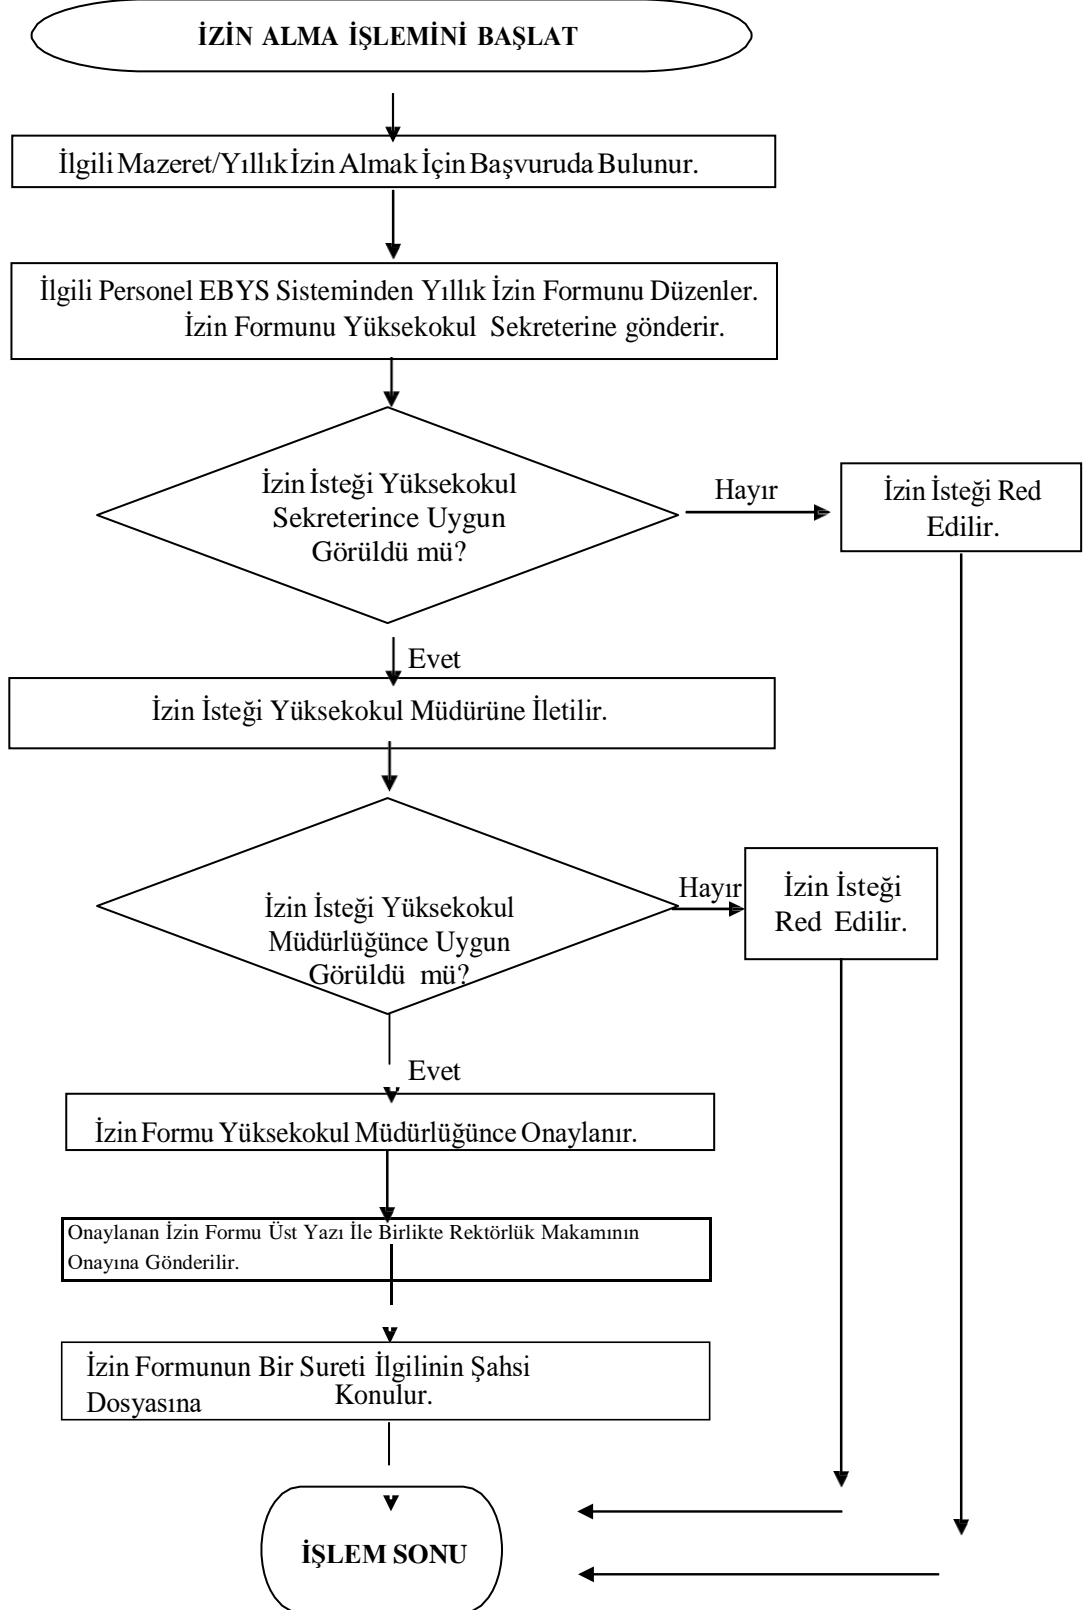 İZİN ALMA İŞLEMİNİ BAŞLAT
İlgili Mazeret/Yıllık İzin Almak İçin Başvuruda Bulunur.
İlgili Personel EBYS Sisteminden Yıllık İzin Formunu Düzenler.
İzin Formunu Yüksekokul Sekreterine gönderir.
İzin İsteği Yüksekokul
Sekreterince Uygun
Görüldü mü?
Hayır
İzin İsteği Red
Edilir.
Evet
İzin İsteği Yüksekokul Müdürüne İletilir.
İzin İsteği Yüksekokul
Müdürlüğünce Uygun
Görüldü mü?
Hayır
İzin İsteği
Red Edilir.
Evet
İzin Formu Yüksekokul Müdürlüğünce Onaylanır.
Onaylanan İzin Formu Üst Yazı İle Birlikte Rektörlük Makamının
Onayına Gönderilir.
İzin Formunun Bir Sureti İlgilinin Şahsi
Dosyasına Konulur.
İŞLEM SONU